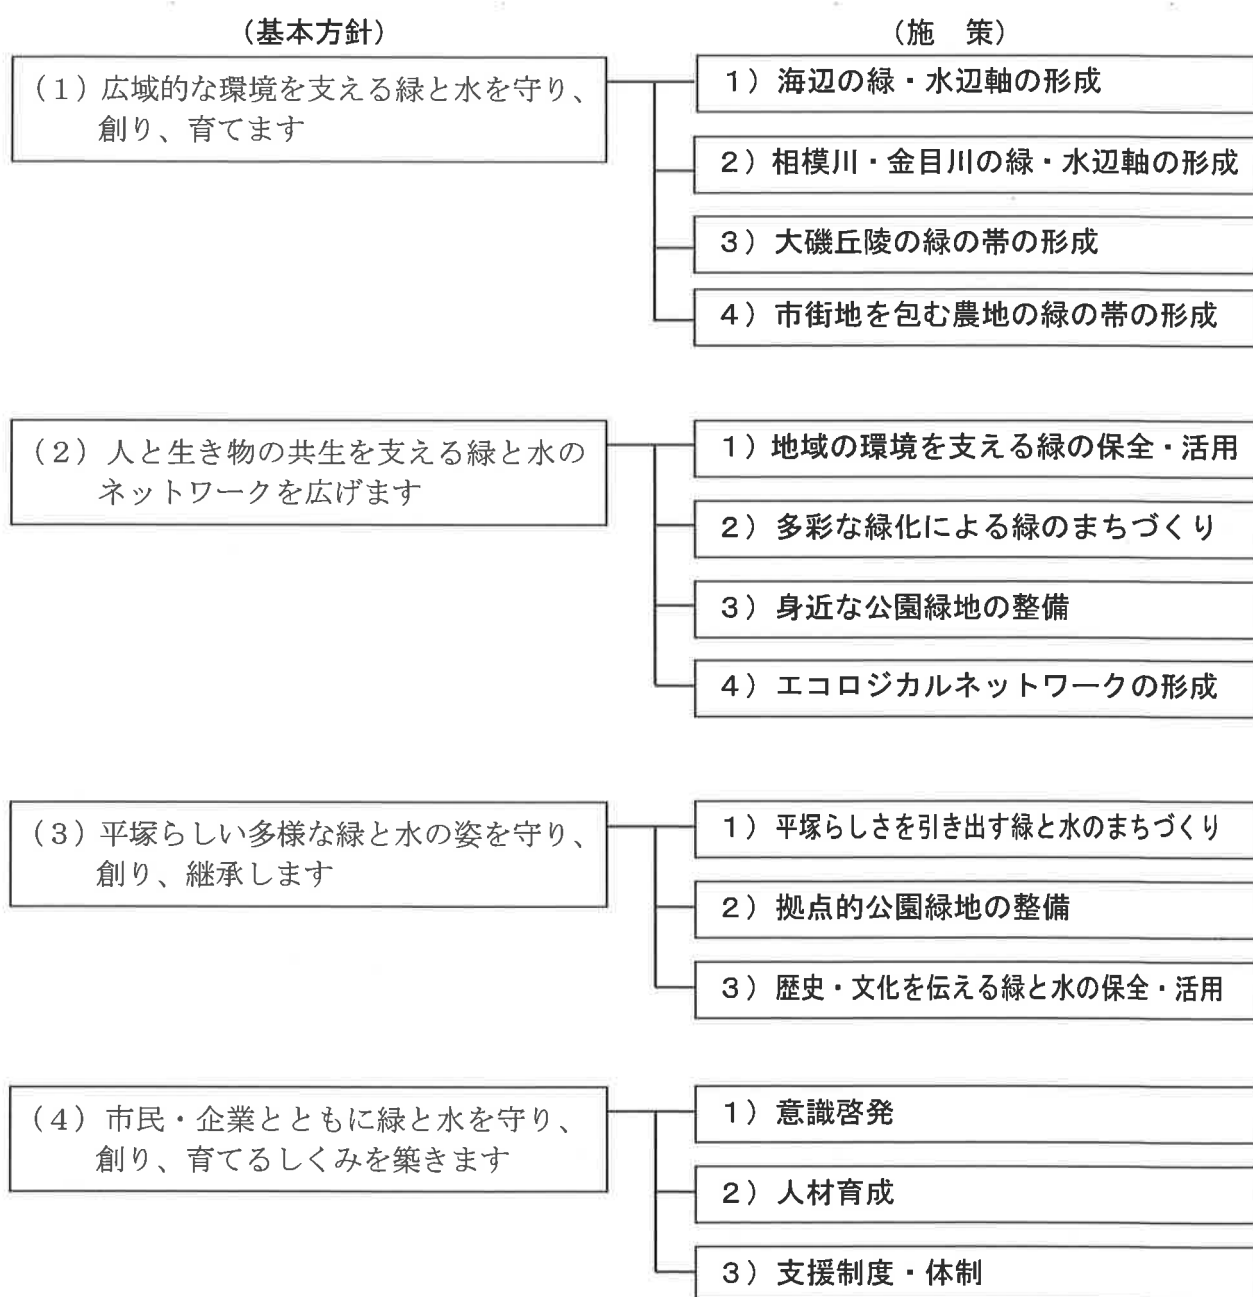 (基本方針)
(施　策)
(1)広域的な環境を支える緑と水を守り、
創り、育てます
1)海辺の緑・水辺軸の形成
2)相模川・金目川の緑・水辺軸の形成
3)大磯丘陵の緑の帯の形成
4)市街地を包む農地の緑の帯の形成
(2)人と生き物の共生を支える緑と水の
ネットワークを広げます
1)地域の環境を支える緑の保全・活用
2)多彩な緑化による緑のまちづくり
3)身近な公園緑地の整備
4)エコロジカルネットワークの形成
(3)平塚らしい多様な緑と水の姿を守り、
創り、継承します
1)平塚らしさを引き出す緑と水のまちづくり
2)拠点的公園緑地の整備
3)歴史・文化を伝える緑と水の保全・活用
(4)市民・企業とともに緑と水を守り、
創り、育てるしくみを築きます
1)意識啓発
2)人材育成
3)支援制度・体制